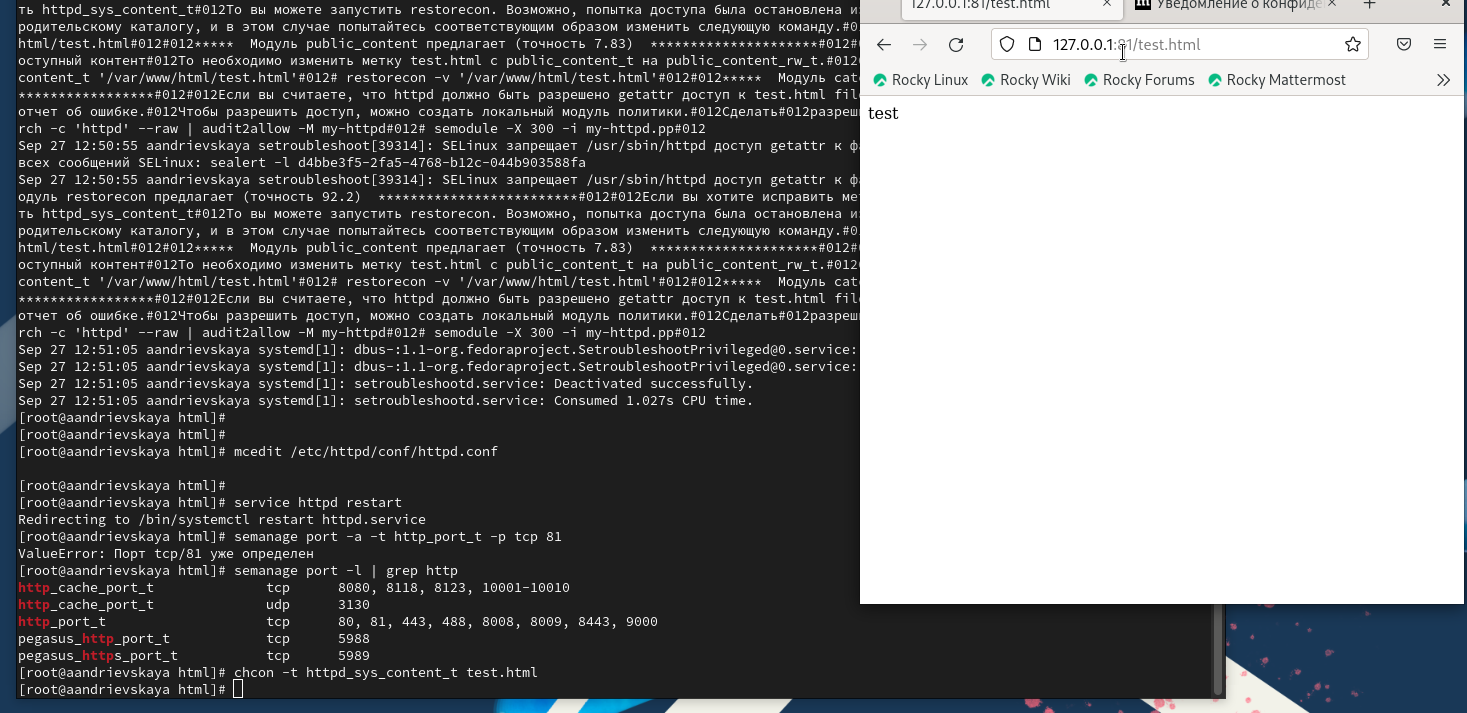 ть httpd_sys_content_t#012То вы можете запустить restorecon. Возможно, попытка доступа была остановлена
родительскому каталогу, и в этом случае попытайтесь соответствующим образом изменить следующую команду.
html/test.html#012#012***** Модуль public_content предлагает (точность 7.83) *********************#012#
оступный контент#012То необходимо изменить метку test.html с public_content_t на public_content_rw_t.#012
content_t '/var/www/html/test.html'#012# restorecon -v '/var/www/html/test.html'#012#012***** Модуль
*****************#012#012Если вы считаете, что httpd должно быть разрешено getattr доступ к test.html
отчет об ошибке.#012Чтобы разрешить доступ, можно создать локальный модуль политики.#012Сделать#012
rch -c 'httpd' --raw | audit2allow -M my-httpd#012# semodule -X 300 -i my-httpd.pp#012
Sep 27 12:50:55 aandrievskaya setroubleshoot[39314]: SELinux запрещает /usr/sbin/httpd доступ getattr к
всех сообщений SELinux: sealert -l d4bbe3f5-2fa5-4768-b12c-044b903588fa
Sep 27 12:50:55 aandrievskaya setroubleshoot[39314]: SELinux запрещает /usr/sbin/httpd доступ getattr к
одуль restorecon предлагает (точность 92.2) *************************#012#012Если вы хотите исправить
ть httpd_sys_content_t#012То вы можете запустить restorecon. Возможно, попытка доступа была остановлена
родительскому каталогу, и в этом случае попытайтесь соответствующим образом изменить следующую команду.
html/test.html#012#012***** Модуль public_content предлагает (точность 7.83) *********************#012#
оступный контент#012То необходимо изменить метку test.html с public_content_t на public_content_rw_t.#012
content_t '/var/www/html/test.html'#012# restorecon -v '/var/www/html/test.html'#012#012***** Модуль
*****************#012#012Если вы считаете, что httpd должно быть разрешено getattr доступ к test.html
отчет об ошибке.#012Чтобы разрешить доступ, можно создать локальный модуль политики.#012Сделать#012
rch -c 'httpd' --raw | audit2allow -M my-httpd#012# semodule -X 300 -i my-httpd.pp#012
Sep 27 12:51:05 aandrievskaya systemd[1]: dbus-:1.1-org.fedoraproject.SetroubleshootPrivileged@0.service:
Sep 27 12:51:05 aandrievskaya systemd[1]: dbus-:1.1-org.fedoraproject.SetroubleshootPrivileged@0.service:
Sep 27 12:51:05 aandrievskaya systemd[1]: setroubleshootd.service: Deactivated successfully.
Sep 27 12:51:05 aandrievskaya systemd[1]: setroubleshootd.service: Consumed 1.027s CPU time.
[root@aandrievskaya html]#
[root@aandrievskaya html]#
[root@aandrievskaya html]# mcedit /etc/httpd/conf/httpd.conf
[root@aandrievskaya html]#
[root@aandrievskaya html]# service httpd restart
Redirecting to /bin/systemctl restart httpd.service
[root@aandrievskaya html]# semanage port -a -t http_port_t -p tcp 81
ValueError: Порт tcp/81 уже определен
[root@aandrievskaya html]# semanage port -l | grep http
http_cache_port_t tcp 8080, 8118, 8123, 10001-10010
http_cache_port_t udp 3130
http_port_t tcp 80, 81, 443, 488, 8008, 8009, 8443, 9000
pegasus_http_port_t tcp 5988
pegasus_https_port_t tcp 5989
[root@aandrievskaya html]# chcon -t httpd_sys_content_t test.html
[root@aandrievskaya html]#
127.0.0.1:81/test.html
Уведомление о конфиде
127.0.0.1:81/test.html
Rocky Linux Rocky Wiki Rocky Forums Rocky Mattermost
test